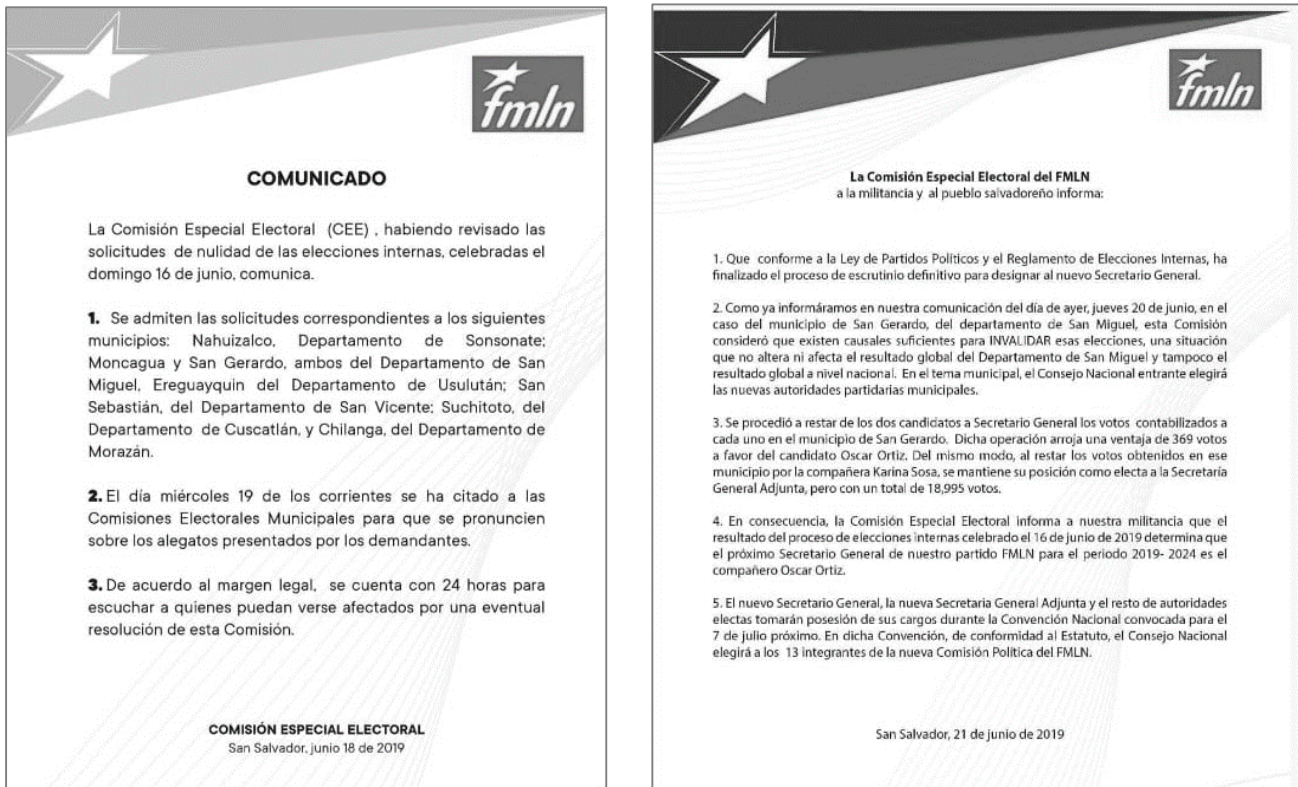 fmln
COMUNICADO
La Comisión Especial Electoral (CEE) , habiendo revisado las
solicitudes de nulidad de las elecciones internas, celebradas el
domingo 16 de junio, comunica.
1. Se admiten las solicitudes correspondientes a los siguientes
municipios: Nahuizalco, Departamento de Sonsonate;
Moncagua y San Gerardo, ambos del Departamento de San
Miguel, Ereguayquin del Departamento de Usulután; San
Sebastián, del Departamento de San Vicente; Suchitoto, del
Departamento de Cuscatlán, y Chilanga, del Departamento de
Morazán.
2. El día miércoles 19 de los corrientes se ha citado a las
Comisiones Electorales Municipales para que se pronuncien
sobre los alegatos presentados por los demandantes.
3. De acuerdo al margen legal, se cuenta con 24 horas para
escuchar a quienes puedan verse afectados por una eventual
resolución de esta Comisión.
COMISIÓN ESPECIAL ELECTORAL
San Salvador, junio 18 de 2019
fmln
La Comisión Especial Electoral del FMLN
a la militancia y al pueblo salvadoreño informa:
1. Que conforme a la Ley de Partidos Políticos y el Reglamento de Elecciones Internas, ha
finalizado el proceso de escrutinio definitivo para designar al nuevo Secretario General.
2. Como ya informáramos en nuestra comunicación del día de ayer, jueves 20 de junio, en el
caso del municipio de San Gerardo, del departamento de San Miguel, esta Comisión
consideró que existen causales suficientes para INVALIDAR esas elecciones, una situación
que no altera ni afecta el resultado global del Departamento de San Miguel y tampoco el
resultado global a nivel nacional. En el tema municipal, el Consejo Nacional entrante elegirá
las nuevas autoridades partidarias municipales.
3. Se procedió a restar de los dos candidatos a Secretario General los votos contabilizados a
cada uno en el municipio de San Gerardo. Dicha operación arroja una ventaja de 369 votos
a favor del candidato Oscar Ortiz. Del mismo modo, al restar los votos obtenidos en ese
municipio por la compañera Karina Sosa, se mantiene su posición como electa a la Secretaría
General Adjunta, pero con un total de 18,995 votos.
4. En consecuencia, la Comisión Especial Electoral informa a nuestra militancia que el
resultado del proceso de elecciones internas celebrado el 16 de junio de 2019 determina que
el próximo Secretario General de nuestro partido FMLN para el periodo 2019- 2024 es el
compañero Oscar Ortiz.
5. El nuevo Secretario General, la nueva Secretaria General Adjunta y el resto de autoridades
electas tomarán posesión de sus cargos durante la Convención Nacional convocada para el
7 de julio próximo. En dicha Convención, de conformidad al Estatuto, el Consejo Nacional
elegirá a los 13 integrantes de la nueva Comisión Política del FMLN.
San Salvador, 21 de junio de 2019